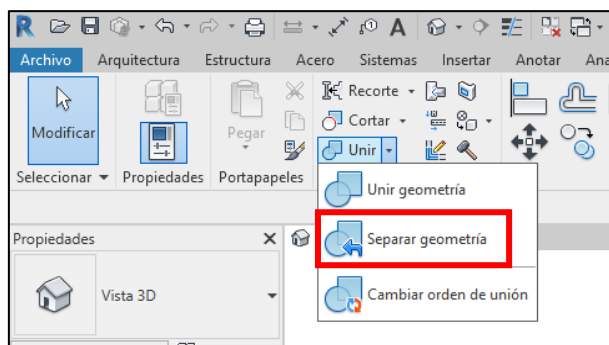 R A
Archivo Arquitectura Estructura Acero Sistemas Insertar Anotar
Recorte
Modificar Pegar Cortar
Unir
Seleccionar Propiedades Portapapeles
Unir geometría
Propiedades
Separar geometría
Vista 3D Cambiar orden de unión